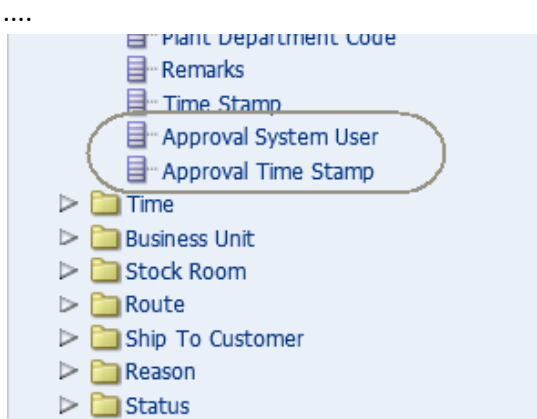 ....
Plant Department Code
Remarks
Time Stamp
Approval System User
Approval Time Stamp
Time
Business Unit
Stock Room
Route
Ship To Customer
Reason
Status